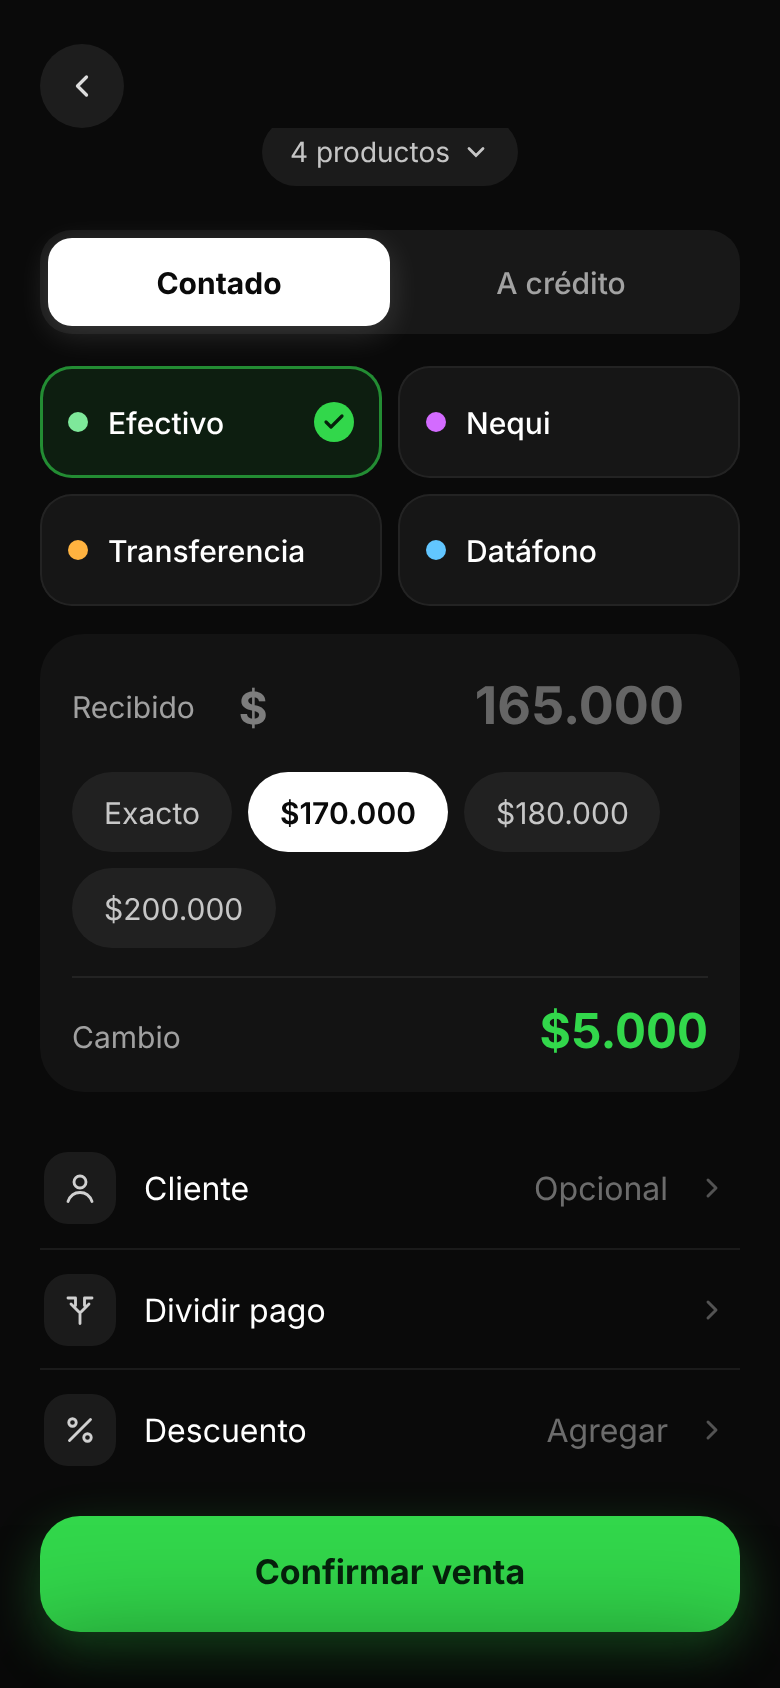 4 productos
Contado
A crédito
Efectivo
Nequi
Transferencia
Datáfono
Recibido $ 165.000
Exacto
$170.000
$180.000
$200.000
Cambio
$5.000
Cliente
Opcional
Dividir pago
Descuento
Agregar
Confirmar venta